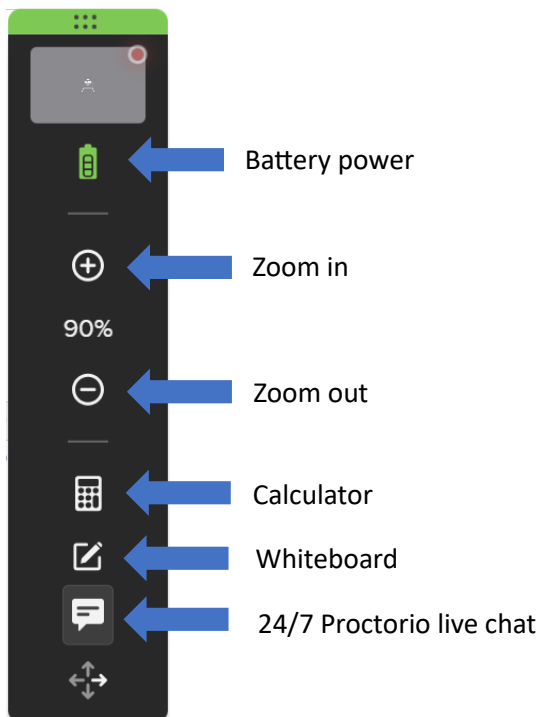 Battery power
Zoom in
90%
Zoom out
Calculator
Whiteboard
24/7 Proctorio live chat